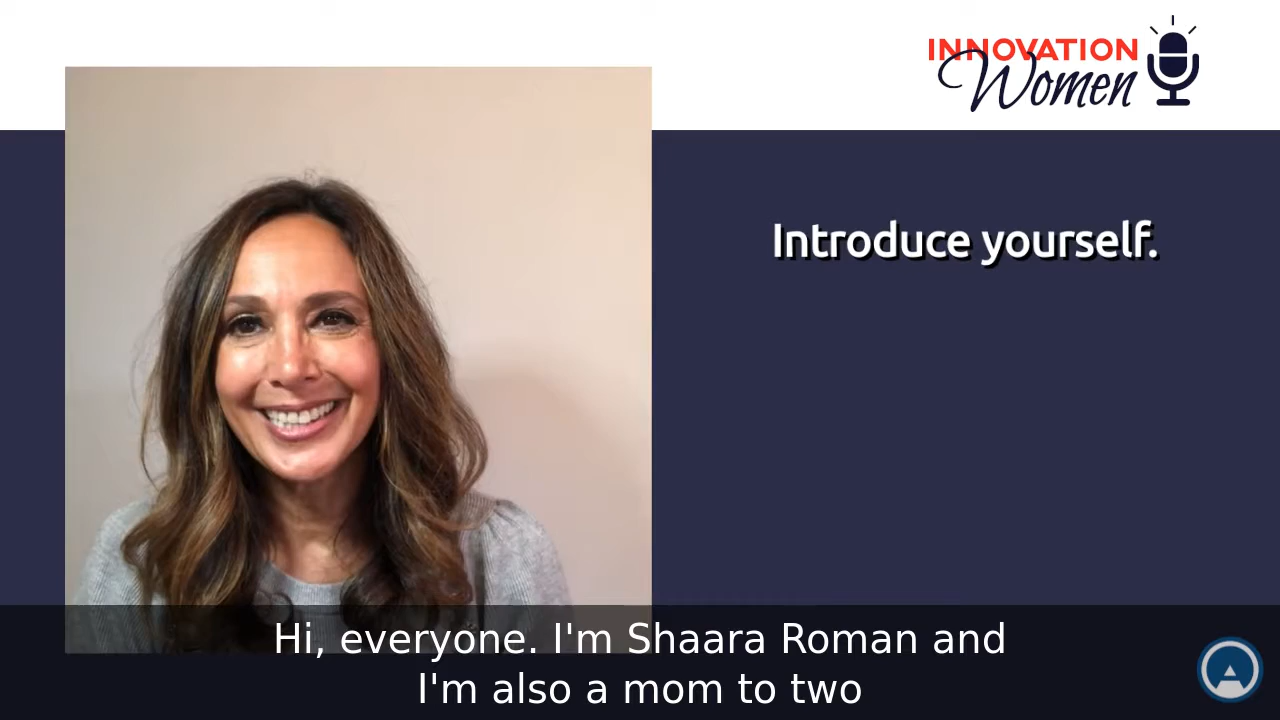 INNOVATION
Women
Introduce yourself.
Hi, everyone. I'm Shaara Roman and
I'm also a mom to two